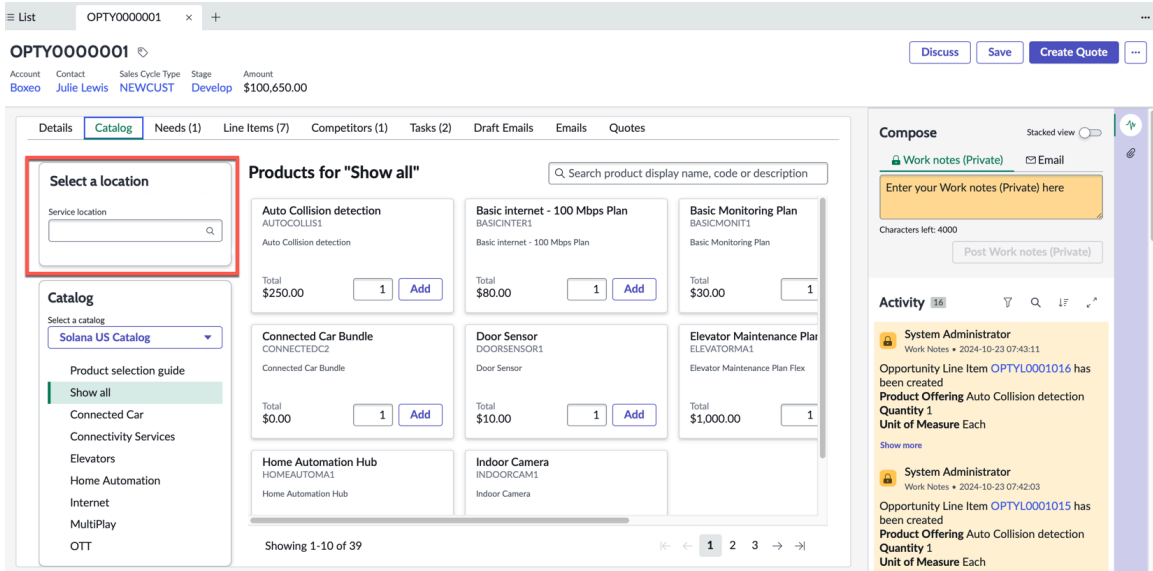 ≡ List
OPTY0000001 × +
OPTY0000001
Discuss
Save
Create Quote
Account Contact Sales Cycle Type Stage Amount
Boxeo Julie Lewis NEWCUST Develop $100,650.00
Details Catalog Needs (1) Line Items (7) Competitors (1) Tasks (2) Draft Emails Emails Quotes
Select a location
Service location
Catalog
Select a catalog
Solana US Catalog
Product selection guide
Show all
Connected Car
Connectivity Services
Elevators
Home Automation
Internet
MultiPlay
OTT
Products for "Show all"
Search product display name, code or description
Auto Collision detection
AUTOCOLLIS1
Auto Collision detection
Total
$250.00 1 Add
Basic internet - 100 Mbps Plan
BASICINTER1
Basic internet - 100 Mbps Plan
Total
$80.00 1 Add
Basic Monitoring Plan
BASICMONIT1
Basic Monitoring Plan
Total
$30.00 1
Connected Car Bundle
CONNECTEDC2
Connected Car Bundle
Total
$0.00 1 Add
Door Sensor
DOORSENSOR1
Door Sensor
Total
$10.00 1 Add
Elevator Maintenance Plan
ELEVATORMA1
Elevator Maintenance Plan Flex
Total
$1,000.00 1
Home Automation Hub
HOMEAUTOMA1
Home Automation Hub
Indoor Camera
INDOORCAM1
Indoor Camera
Showing 1-10 of 39
1 2 3
Compose
Stacked view
Work notes (Private)
Email
Enter your Work notes (Private) here
Characters left: 4000
Post Work notes (Private)
Activity 16
System Administrator
Work Notes • 2024-10-23 07:43:11
Opportunity Line Item OPTYL0001016 has
been created
Product Offering Auto Collision detection
Quantity 1
Unit of Measure Each
Show more
System Administrator
Work Notes • 2024-10-23 07:42:03
Opportunity Line Item OPTYL0001015 has
been created
Product Offering Auto Collision detection
Quantity 1
Unit of Measure Each